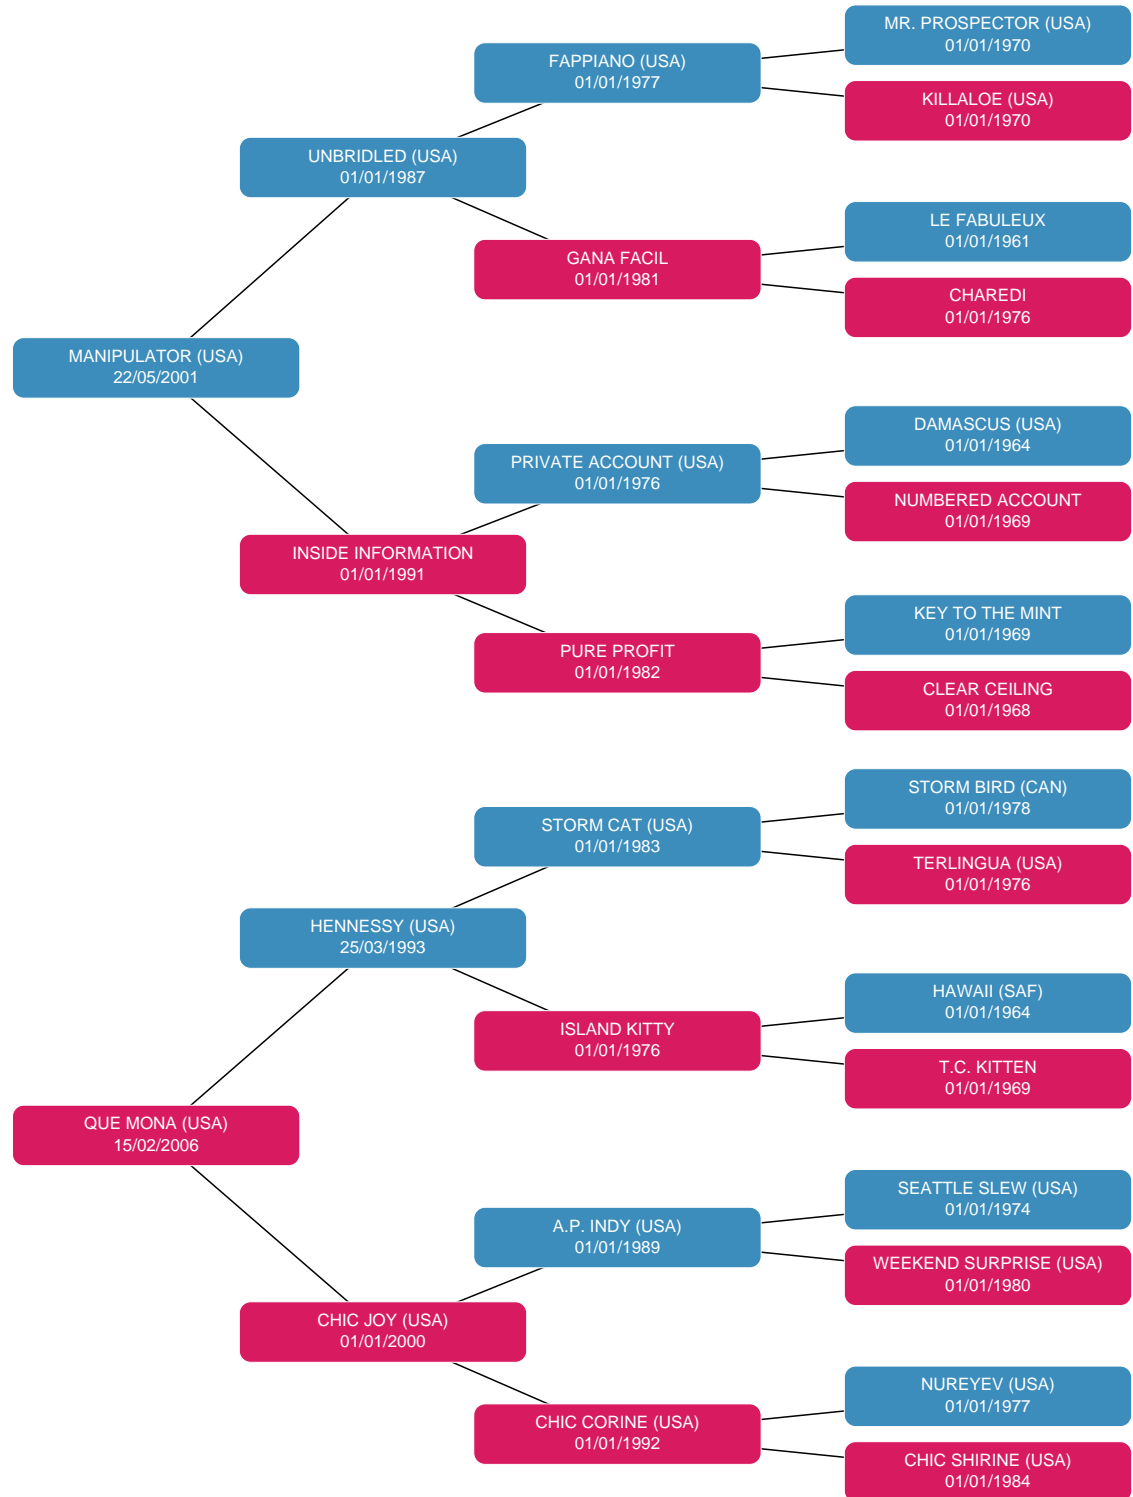 MR. PROSPECTOR (USA)
01/01/1970
FAPPIANO (USA)
01/01/1977
KILLALOE (USA)
01/01/1970
UNBRIDLED (USA)
01/01/1987
LE FABULEUX
01/01/1961
GANA FACIL
01/01/1981
CHAREDI
01/01/1976
MANIPULATOR (USA)
22/05/2001
DAMASCUS (USA)
01/01/1964
PRIVATE ACCOUNT (USA)
01/01/1976
NUMBERED ACCOUNT
01/01/1969
INSIDE INFORMATION
01/01/1991
KEY TO THE MINT
01/01/1969
PURE PROFIT
01/01/1982
CLEAR CEILING
01/01/1968
STORM BIRD (CAN)
01/01/1978
STORM CAT (USA)
01/01/1983
TERLINGUA (USA)
01/01/1976
HENNESSY (USA)
25/03/1993
HAWAII (SAF)
01/01/1964
ISLAND KITTY
01/01/1976
T.C. KITTEN
01/01/1969
QUE MONA (USA)
15/02/2006
SEATTLE SLEW (USA)
01/01/1974
A.P. INDY (USA)
01/01/1989
WEEKEND SURPRISE (USA)
01/01/1980
CHIC JOY (USA)
01/01/2000
NUREYEV (USA)
01/01/1977
CHIC CORINE (USA)
01/01/1992
CHIC SHIRINE (USA)
01/01/1984